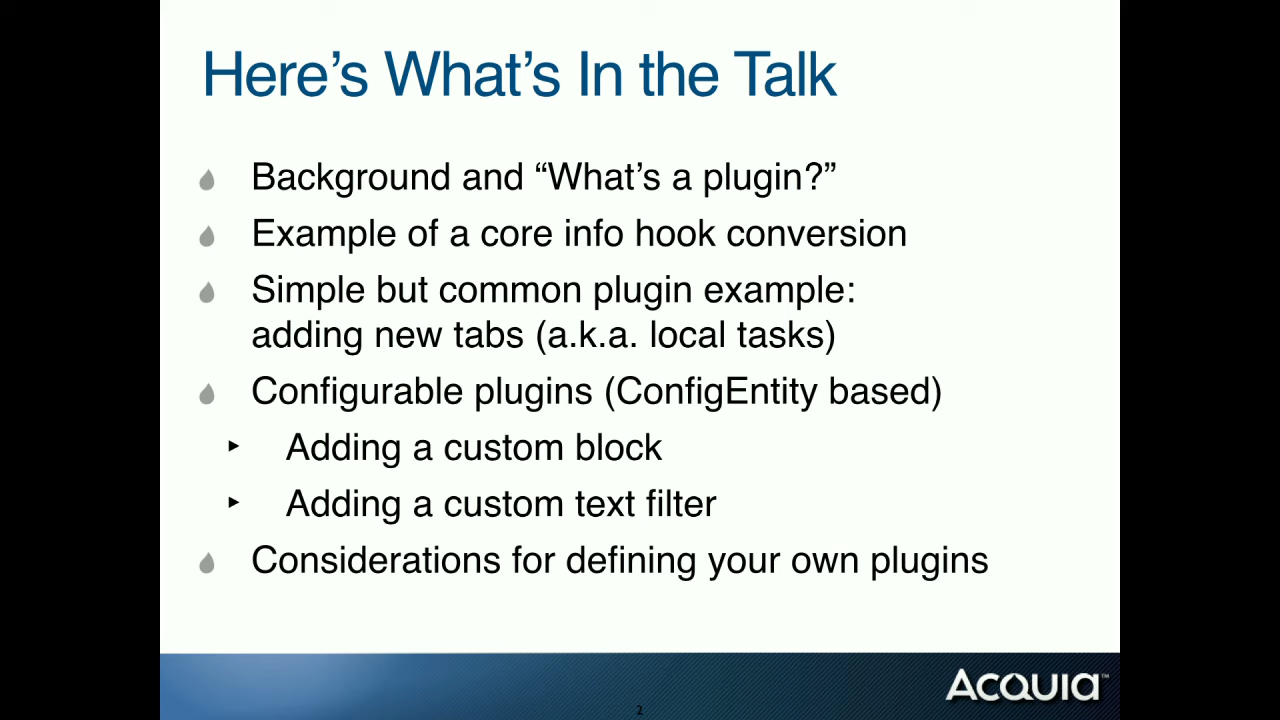 Here’s What’s In the Talk
Background and “What’s a plugin?”
Example of a core info hook conversion
Simple but common plugin example:
adding new tabs (a.k.a. local tasks)
Configurable plugins (ConfigEntity based)
Adding a custom block
Adding a custom text filter
Considerations for defining your own plugins
ACQUIA™
2